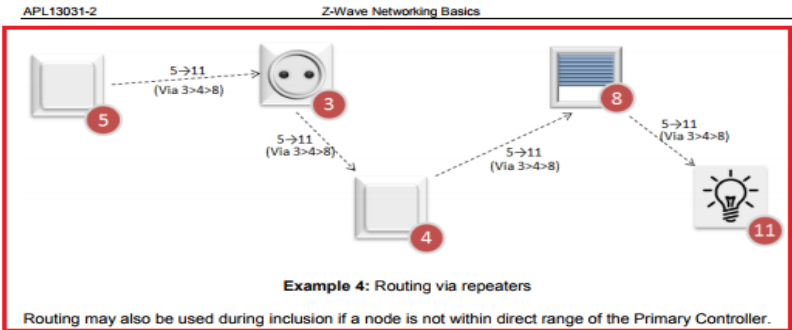 APL13031-2 Z-Wave Networking Basics
5→11
(Via 3>4>8)
5
3
5→11
(Via 3>4>8)
4
5→11
(Via 3>4>8)
8
5→11
(Via 3>4>8)
11
Example 4: Routing via repeaters
Routing may also be used during inclusion if a node is not within direct range of the Primary Controller.